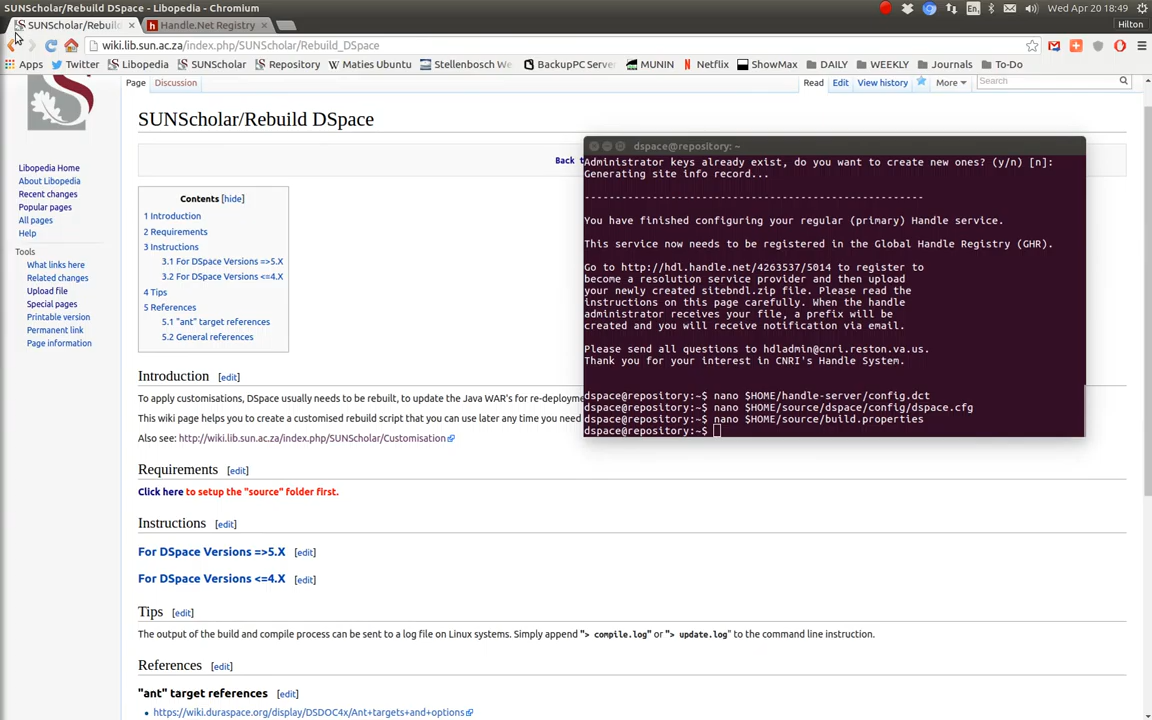 SUNScholar/Rebuild DSpace - Libopedia - Chromium
En
Wed Apr 20 18:49
SUNScholar/Rebuil
Handle.Net Registry
Hilton
wiki.lib.sun.ac.za/index.php/SUNScholar/Rebuild_DSpace
Apps Twitter Libopedia SUNScholar Repository Maties Ubuntu Stellenbosch We BackupPC Serve MUNIN Netflix ShowMax DAILY WEEKLY Journals To-Do
Page Discussion Read Edit View history More Search
SUNScholar/Rebuild DSpace
Back t
Contents [hide]
1 Introduction
2 Requirements
3 Instructions
3.1 For DSpace Versions =>5.X
3.2 For DSpace Versions <=4.X
4 Tips
5 References
5.1 "ant" target references
5.2 General references
Libopedia Home
About Libopedia
Recent changes
Popular pages
All pages
Help
Tools
What links here
Related changes
Upload file
Special pages
Printable version
Permanent link
Page information
Introduction [edit]
To apply customisations, DSpace usually needs to be rebuilt, to update the Java WAR's for re-deployme
This wiki page helps you to create a customised rebuild script that you can use later any time you need
Also see: http://wiki.lib.sun.ac.za/index.php/SUNScholar/Customisation
Requirements [edit]
Click here to setup the "source" folder first.
Instructions [edit]
For DSpace Versions =>5.X [edit]
For DSpace Versions <=4.X [edit]
Tips [edit]
The output of the build and compile process can be sent to a log file on Linux systems. Simply append "> compile.log" or "> update.log" to the command line instruction.
References [edit]
"ant" target references [edit]
https://wiki.duraspace.org/display/DSDOC4x/Ant+targets+and+options
dspace@repository: ~
Administrator keys already exist, do you want to create new ones? (y/n) [n]:
Generating site info record...
----------------------------------------------------------
You have finished configuring your regular (primary) Handle service.
This service now needs to be registered in the Global Handle Registry (GHR).
Go to http://hdl.handle.net/4263537/5014 to register to
become a resolution service provider and then upload
your newly created sitebndl.zip file. Please read the
instructions on this page carefully. When the handle
administrator receives your file, a prefix will be
created and you will receive notification via email.
Please send all questions to hdladmin@cnri.reston.va.us.
Thank you for your interest in CNRI's Handle System.
dspace@repository:~$ nano $HOME/handle-server/config.dct
dspace@repository:~$ nano $HOME/source/dspace/config/dspace.cfg
dspace@repository:~$ nano $HOME/source/build.properties
dspace@repository:~$